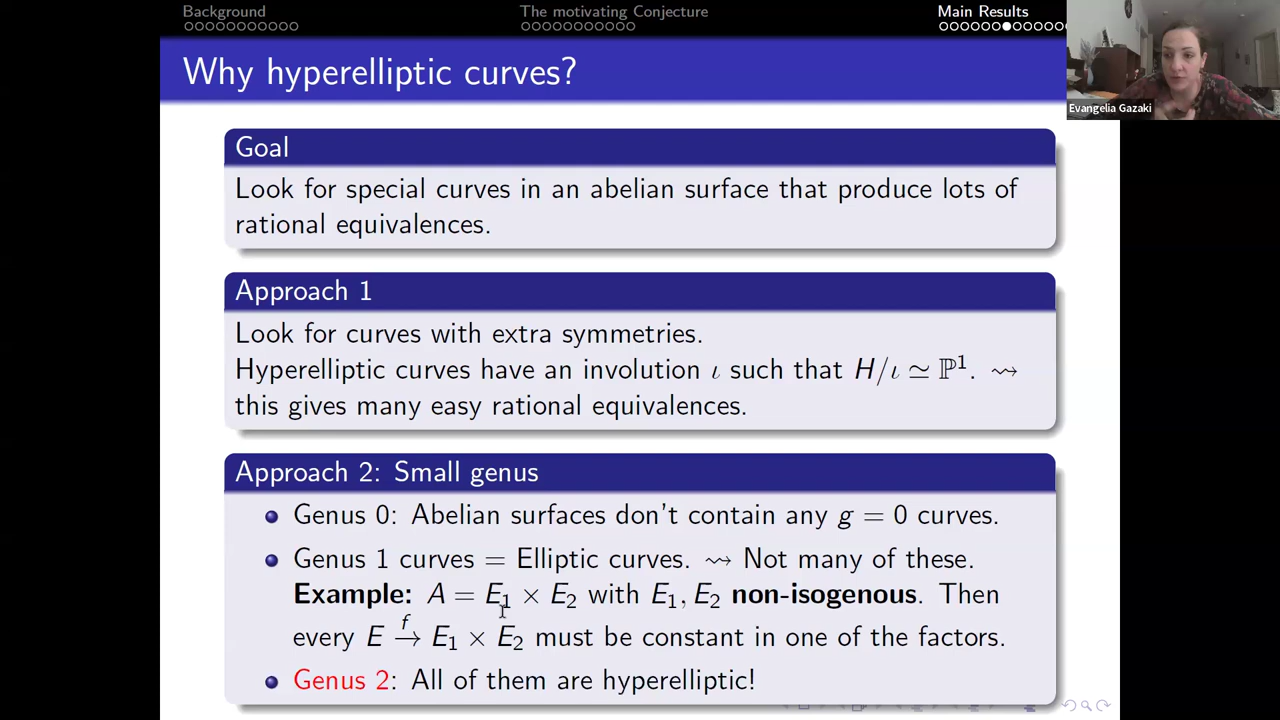 Background
The motivating Conjecture
Main Results
Why hyperelliptic curves?
Evangelia Gazaki
Goal
Look for special curves in an abelian surface that produce lots of
rational equivalences.
Approach 1
Look for curves with extra symmetries.
Hyperelliptic curves have an involution ι such that H/ι ≃ ℙ¹. ⇝
this gives many easy rational equivalences.
Approach 2: Small genus
Genus 0: Abelian surfaces don't contain any g = 0 curves.
Genus 1 curves = Elliptic curves. ⇝ Not many of these.
Example: A = E₁ × E₂ with E₁, E₂ non-isogenous. Then
every E →f E₁ × E₂ must be constant in one of the factors.
Genus 2: All of them are hyperelliptic!